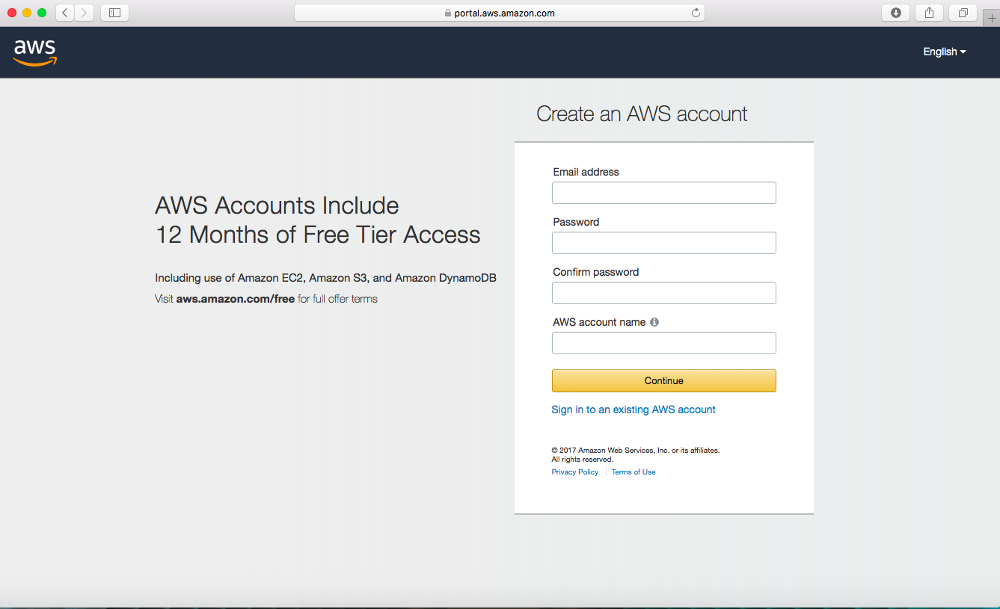 portal.aws.amazon.com
aws
English
Create an AWS account
AWS Accounts Include
12 Months of Free Tier Access
Including use of Amazon EC2, Amazon S3, and Amazon DynamoDB
Visit aws.amazon.com/free for full offer terms
Email address
Password
Confirm password
AWS account name
Continue
Sign in to an existing AWS account
© 2017 Amazon Web Services, Inc. or its affiliates.
All rights reserved.
Privacy Policy Terms of Use